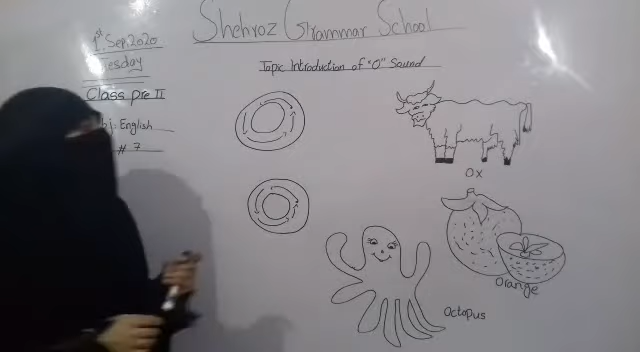 Shehroz Grammar School
1st Sep, 2020
Tuesday
Topic Introduction of "O" Sound
Class Pre II
English
# 7
Ox
Orange
Octopus